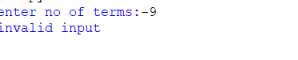 enter no of terms:-9
invalid input